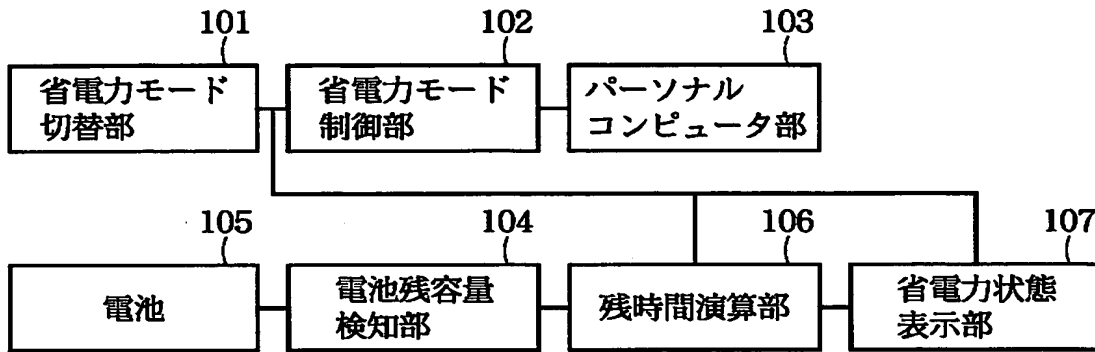 101
102
103
省電力モード
切替部
省電力モード
制御部
パーソナル
コンピュータ部
105
104
106
107
電池
電池残容量
検知部
残時間演算部
省電力状態
表示部